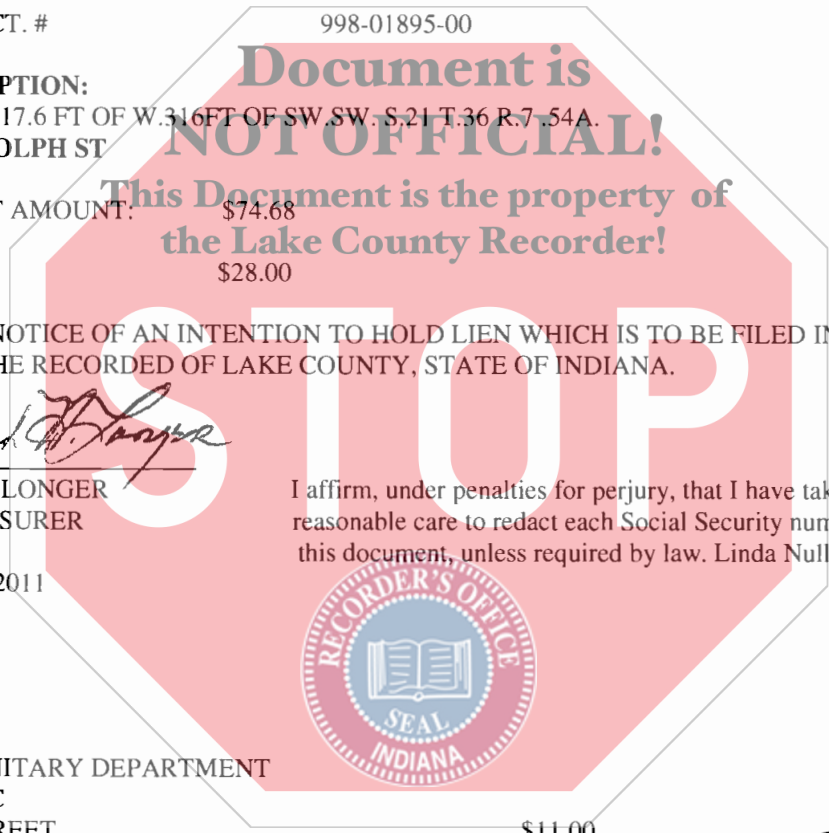 CT. # 998-01895-00
Document is
PTION:
17.6 FT OF W.316FT OF SW.SW. S.21 T.36 R.7 .54A.
OLPH ST
NOT OFFICIAL!
This Document is the property of
T AMOUNT: $74.68
the Lake County Recorder!
$28.00
NOTICE OF AN INTENTION TO HOLD LIEN WHICH IS TO BE FILED IN
HE RECORDED OF LAKE COUNTY, STATE OF INDIANA.
STOP
LONGER
SURER
I affirm, under penalties for perjury, that I have tak
reasonable care to redact each Social Security num
this document, unless required by law. Linda Null
2011
RECORDER'S OFFICE
SEAL
INDIANA
NITARY DEPARTMENT
C
REET
$11.00